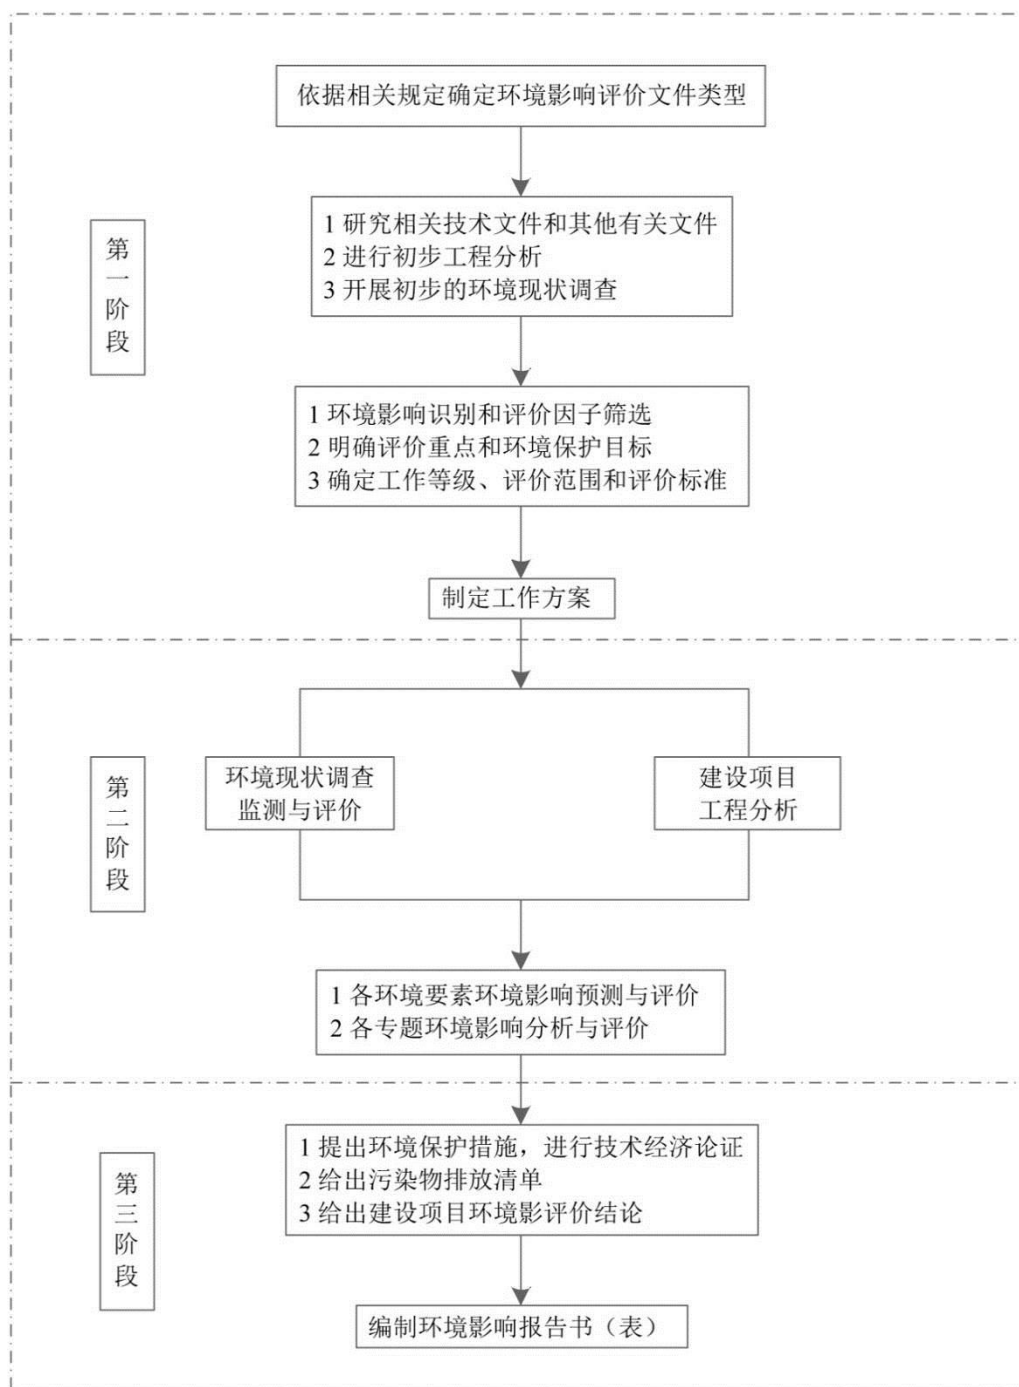 依据相关规定确定环境影响评价文件类型
第一阶段
1 研究相关技术文件和其他有关文件
2 进行初步工程分析
3 开展初步的环境现状调查
1 环境影响识别和评价因子筛选
2 明确评价重点和环境保护目标
3 确定工作等级、评价范围和评价标准
制定工作方案
第二阶段
环境现状调查
监测与评价
建设项目
工程分析
1 各环境要素环境影响预测与评价
2 各专题环境影响分析与评价
第三阶段
1 提出环境保护措施，进行技术经济论证
2 给出污染物排放清单
3 给出建设项目环境影评价结论
编制环境影响报告书（表）